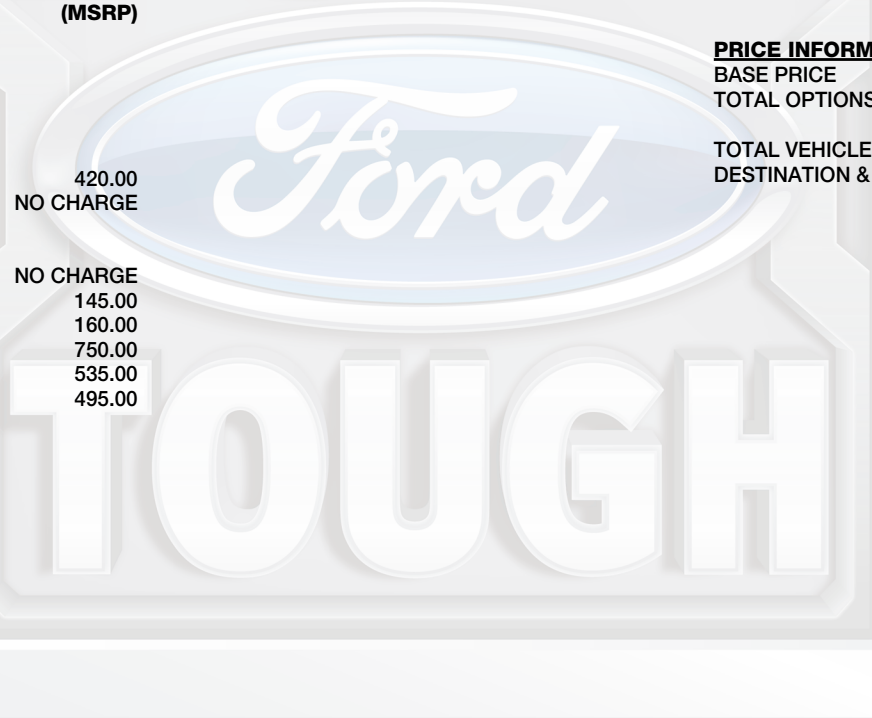 (MSRP)
420.00
NO CHARGE
NO CHARGE
145.00
160.00
750.00
535.00
495.00
PRICE INFORM
BASE PRICE
TOTAL OPTIONS
TOTAL VEHICLE
DESTINATION &
Ford
TOUGH